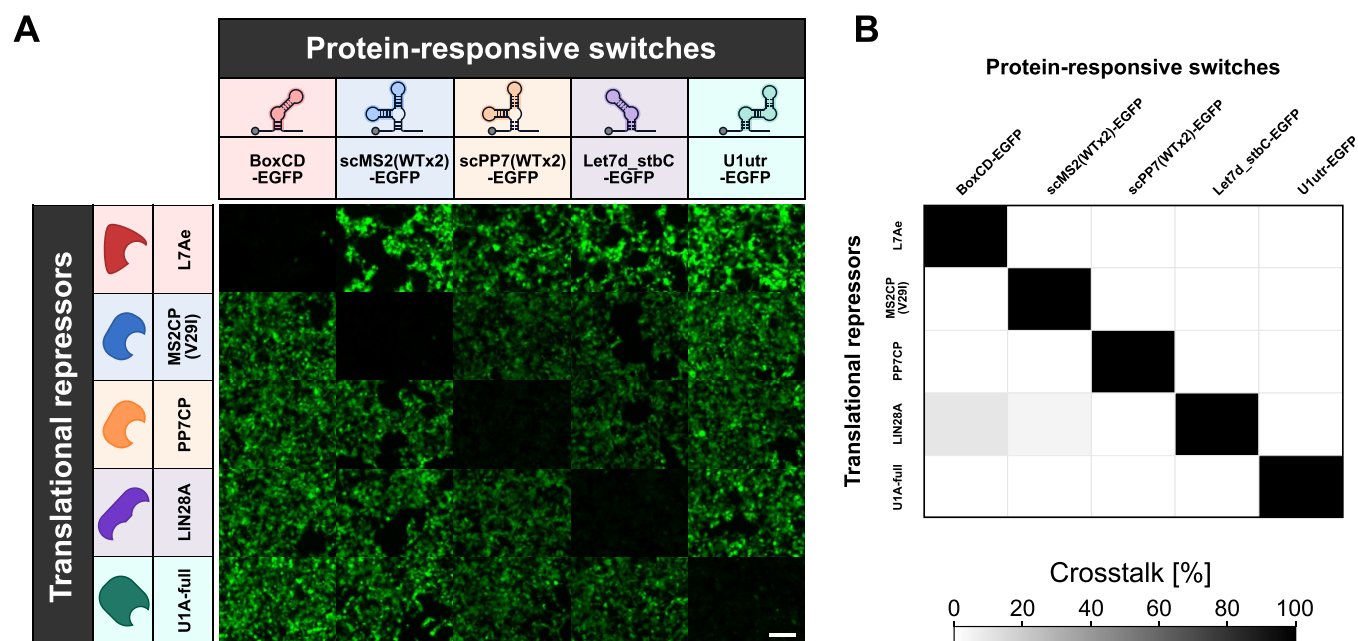 A
Protein-responsive switches
BoxCD
-EGFP
scMS2(WTx2)
-EGFP
scPP7(WTx2)
-EGFP
Let7d_stbC
-EGFP
U1utr
-EGFP
Translational repressors
L7Ae
MS2CP
(V29I)
PP7CP
LIN28A
U1A-full
B
Protein-responsive switches
BoxCD-EGFP
scMS2(WTx2)-EGFP
scPP7(WTx2)-EGFP
Let7d_stbC-EGFP
U1utr-EGFP
Translational repressors
L7Ae
MS2CP
(V29I)
PP7CP
LIN28A
U1A-full
Crosstalk [%]
0 20 40 60 80 100